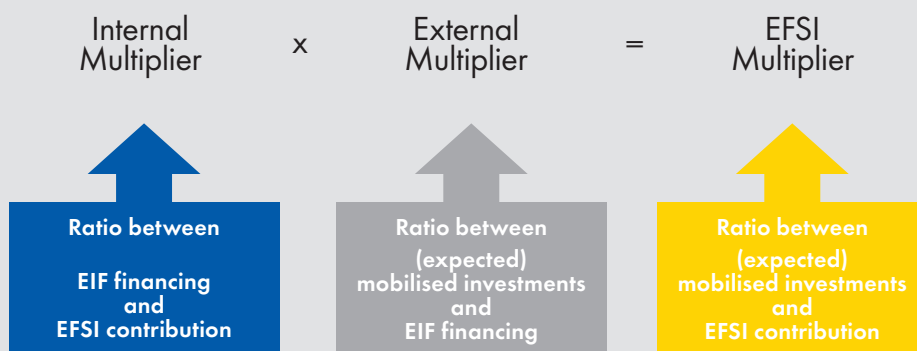 Internal
Multiplier
x
External
Multiplier
=
EFSI
Multiplier
Ratio between
EIF financing
and
EFSI contribution
Ratio between
(expected)
mobilised investments
and
EIF financing
Ratio between
(expected)
mobilised investments
and
EFSI contribution